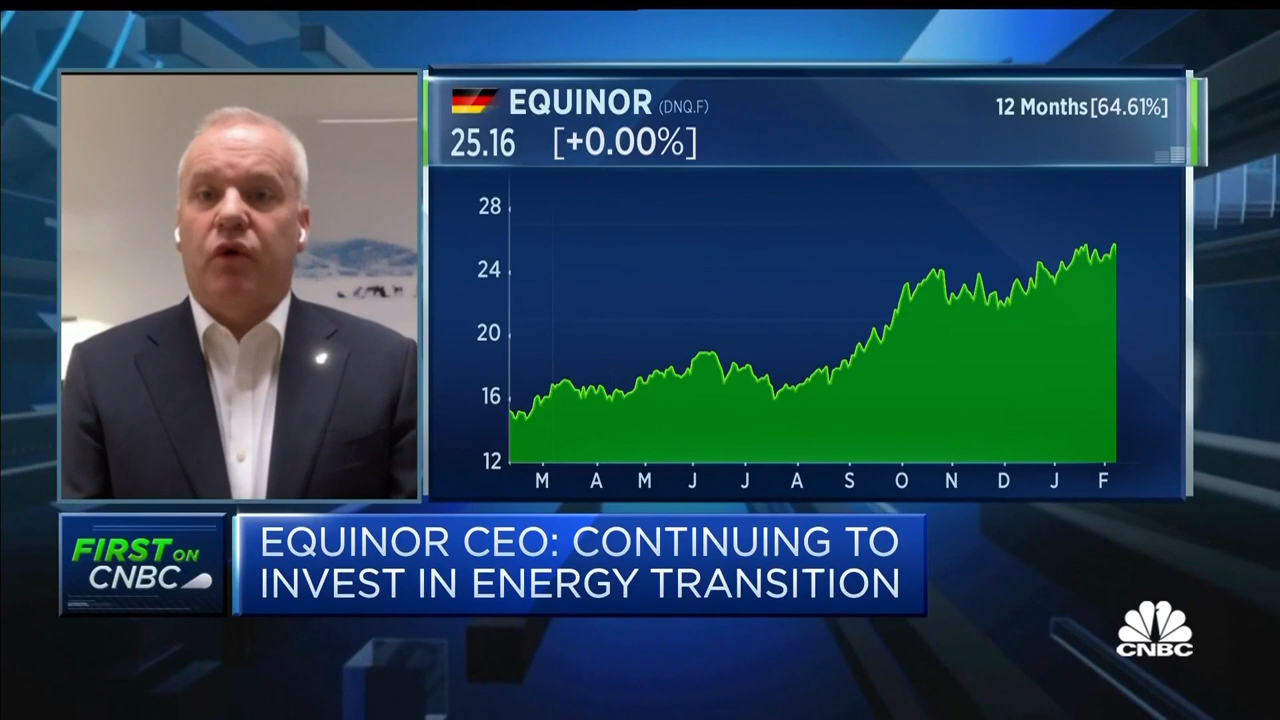 EQUINOR (DNQ.F)
12 Months[64.61%]
25.16 [+0.00%]
28
24
20
16
12
M A M J J A S O N D J F
FIRST ON
CNBC
EQUINOR CEO: CONTINUING TO
INVEST IN ENERGY TRANSITION
CNBC